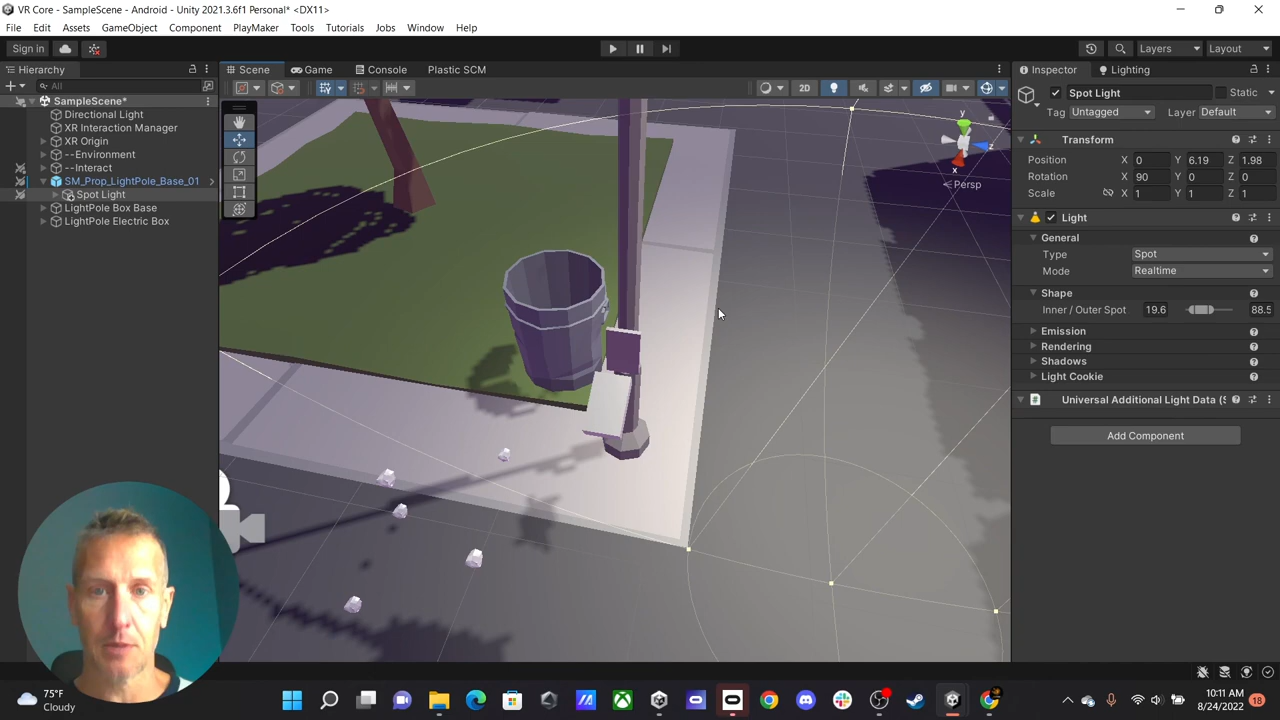 VR Core - SampleScene - Android - Unity 2021.3.6f1 Personal* <DX11>
File Edit Assets GameObject Component PlayMaker Tools Tutorials Jobs Window Help
Sign in Layers Layout
Hierarchy Scene Game Console Plastic SCM Inspector Lighting
All 2D
SampleScene*
Directional Light
XR Interaction Manager
XR Origin
--Environment
--Interact
SM_Prop_LightPole_Base_01
Spot Light
LightPole Box Base
LightPole Electric Box
y
z
x
Persp
Spot Light Static
Tag Untagged Layer Default
Transform
Position X 0 Y 6.19 Z 1.98
Rotation X 90 Y 0 Z 0
Scale X 1 Y 1 Z 1
Light
General
Type Spot
Mode Realtime
Shape
Inner / Outer Spot 19.6 88.5
Emission
Rendering
Shadows
Light Cookie
Universal Additional Light Data (S
Add Component
75°F
Cloudy
10:11 AM
8/24/2022
18